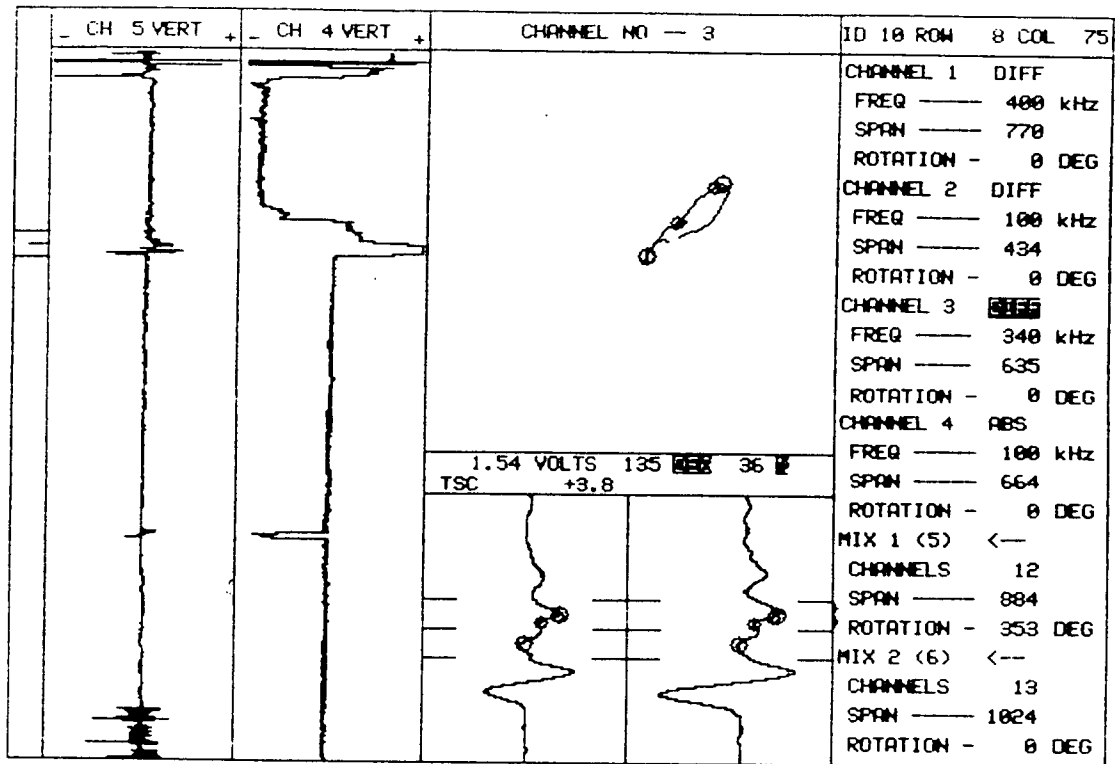 _ CH 5 VERT +
_ CH 4 VERT +
CHANNEL NO -- 3
ID 10 ROW 8 COL 75
CHANNEL 1 DIFF
FREQ ---- 400 kHz
SPAN ---- 770
ROTATION - 0 DEG
CHANNEL 2 DIFF
FREQ ---- 100 kHz
SPAN ---- 434
ROTATION - 0 DEG
CHANNEL 3 DIFF
FREQ ---- 340 kHz
SPAN ---- 635
ROTATION - 0 DEG
CHANNEL 4 ABS
FREQ ---- 100 kHz
SPAN ---- 664
ROTATION - 0 DEG
MIX 1 (5) <--
CHANNELS 12
SPAN ---- 884
ROTATION - 353 DEG
MIX 2 (6) <--
CHANNELS 13
SPAN ---- 1024
ROTATION - 0 DEG
1.54 VOLTS 135 DEG 36
TSC +3.8